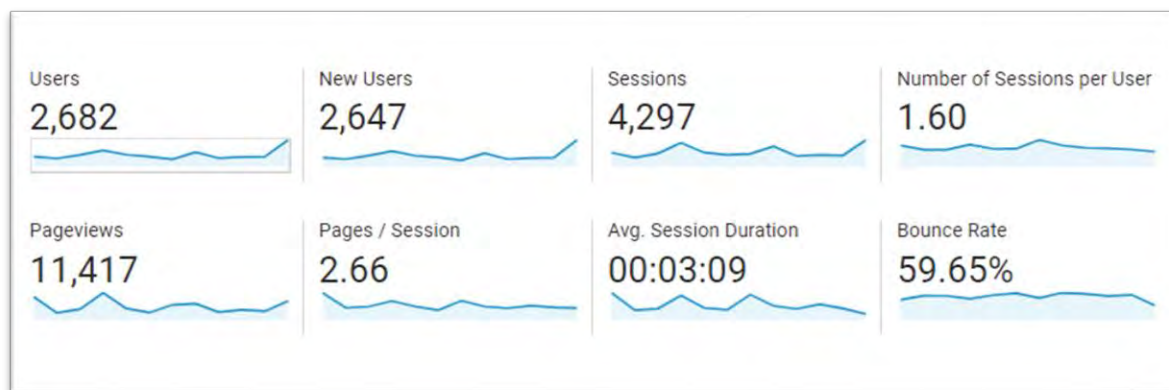 Users
2,682
New Users
2,647
Sessions
4,297
Number of Sessions per User
1.60
Pageviews
11,417
Pages / Session
2.66
Avg. Session Duration
00:03:09
Bounce Rate
59.65%